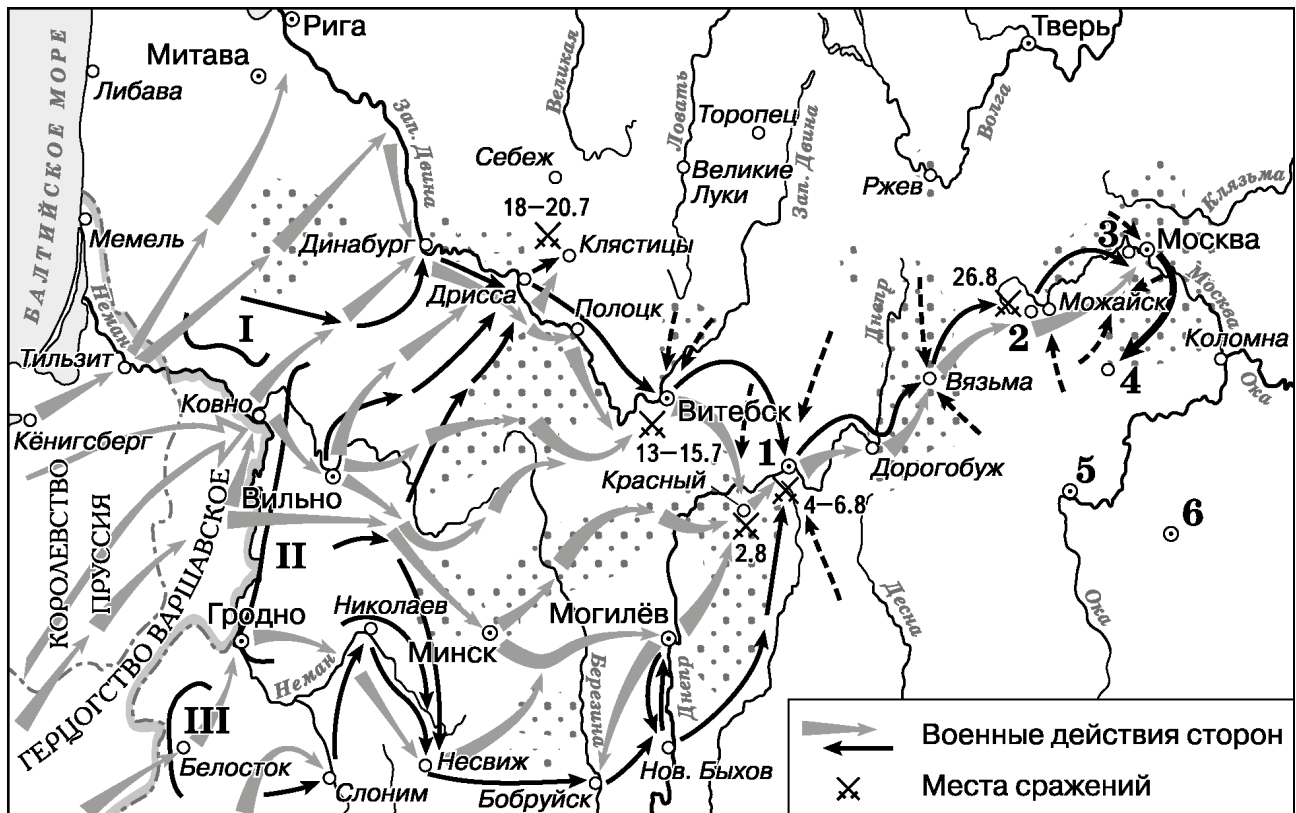 Рига
Тверь
Митава
Либава
БАЛТИЙСКОЕ МОРЕ
Зап. Двина
Великая
Ловать
Торопец
Волга
Великие
Луки
Зап. Двина
Себеж
Ржев
Клязьма
18–20.7
Мемель
Динабург
Клястицы
3
Москва
Неман
Дрисса
Полоцк
Днепр
26.8
Можайск
Москва
I
2
Коломна
Тильзит
4
Ока
Ковно
Витебск
Вязьма
Кёнигсберг
13–15.7
1
Дорогобуж
Вильно
Красный
4–6.8
5
6
КОРОЛЕВСТВО
ПРУССИЯ
ГЕРЦОГСТВО ВАРШАВСКОЕ
II
2.8
Десна
Ока
Гродно
Николаев
Минск
Могилёв
Неман
Березина
Днепр
III
Белосток
Несвиж
Нов. Быхов
Слоним
Бобруйск
Военные действия сторон
Места сражений